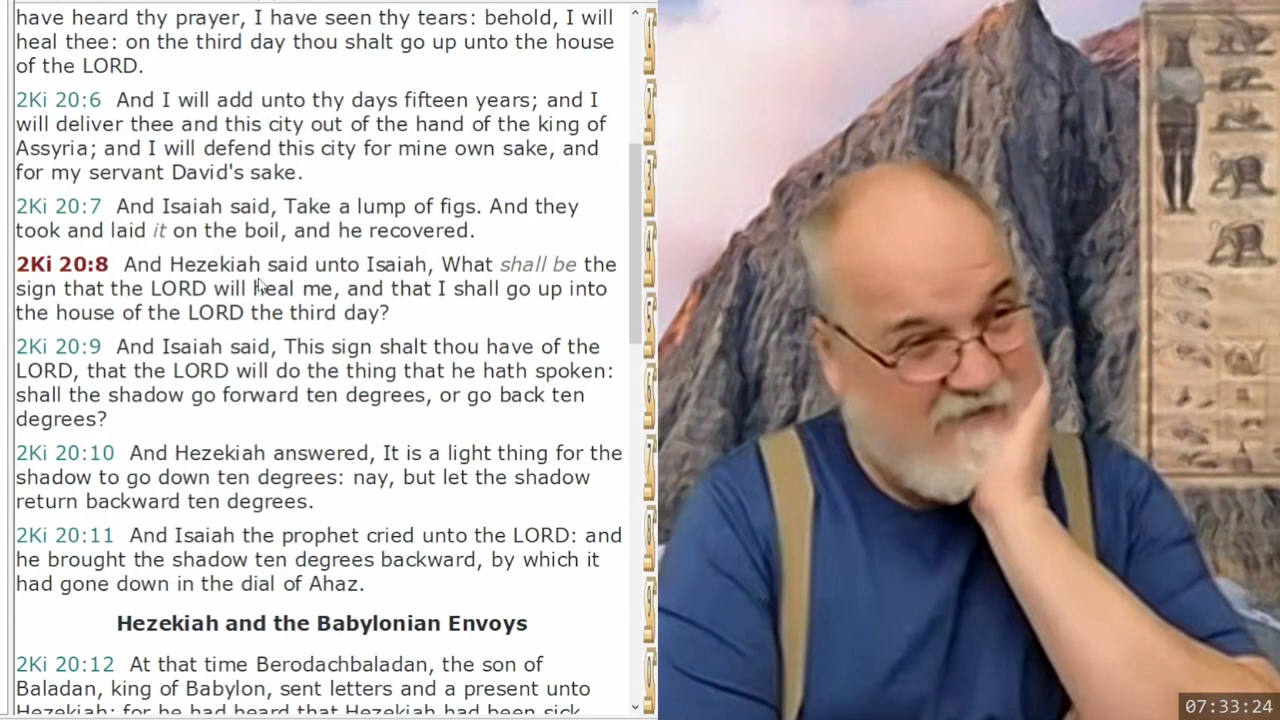 have heard thy prayer, I have seen thy tears: behold, I will
heal thee: on the third day thou shalt go up unto the house
of the LORD.
2Ki 20:6 And I will add unto thy days fifteen years; and I
will deliver thee and this city out of the hand of the king of
Assyria; and I will defend this city for mine own sake, and
for my servant David's sake.
2Ki 20:7 And Isaiah said, Take a lump of figs. And they
took and laid it on the boil, and he recovered.
2Ki 20:8 And Hezekiah said unto Isaiah, What shall be the
sign that the LORD will heal me, and that I shall go up into
the house of the LORD the third day?
2Ki 20:9 And Isaiah said, This sign shalt thou have of the
LORD, that the LORD will do the thing that he hath spoken:
shall the shadow go forward ten degrees, or go back ten
degrees?
2Ki 20:10 And Hezekiah answered, It is a light thing for the
shadow to go down ten degrees: nay, but let the shadow
return backward ten degrees.
2Ki 20:11 And Isaiah the prophet cried unto the LORD: and
he brought the shadow ten degrees backward, by which it
had gone down in the dial of Ahaz.
Hezekiah and the Babylonian Envoys
2Ki 20:12 At that time Berodachbaladan, the son of
Baladan, king of Babylon, sent letters and a present unto
Hezekiah: for he had heard that Hezekiah had been sick.
07:33:24